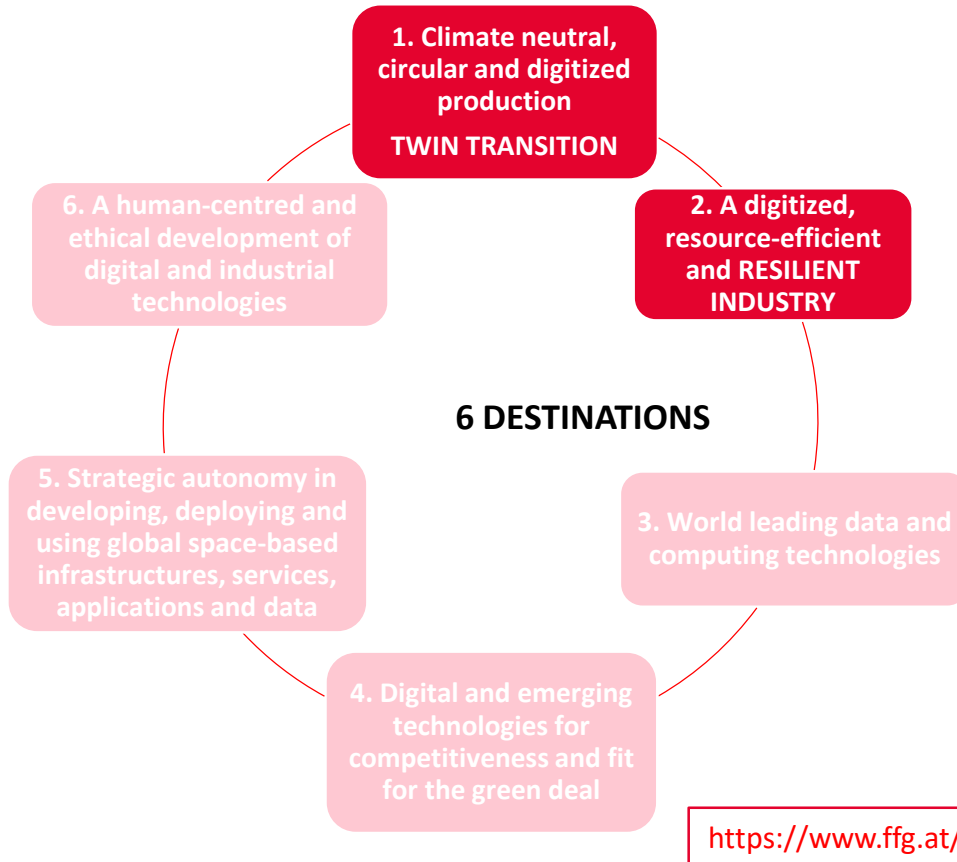 1. Climate neutral,
circular and digitized
production
TWIN TRANSITION
2. A digitized,
resource-efficient
and RESILIENT
INDUSTRY
3. World leading data and
computing technologies
4. Digital and emerging
technologies for
competitiveness and fit
for the green deal
5. Strategic autonomy in
developing, deploying and
using global space-based
infrastructures, services,
applications and data
6. A human-centred and
ethical development of
digital and industrial
technologies
6 DESTINATIONS
https://www.ffg.at/